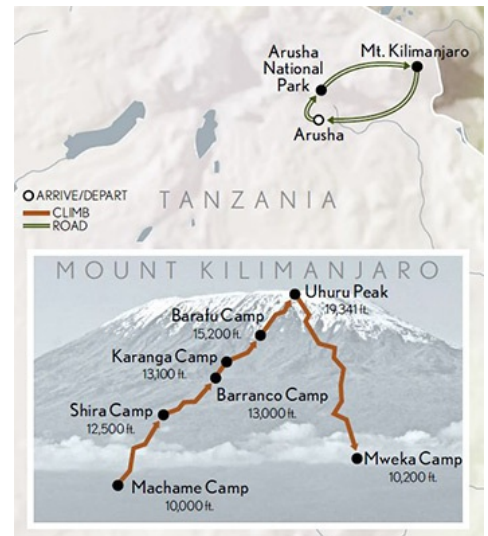 Arusha
National
Park
Mt. Kilimanjaro
Arusha
TANZANIA
ARRIVE/DEPART
CLIMB
ROAD
MOUNT KILIMANJARO
Uhuru Peak
19,341 ft.
Barafu Camp
15,200 ft.
Karanga Camp
13,100 ft.
Barranco Camp
13,000 ft.
Shira Camp
12,500 ft.
Mweka Camp
10,200 ft.
Machame Camp
10,000 ft.